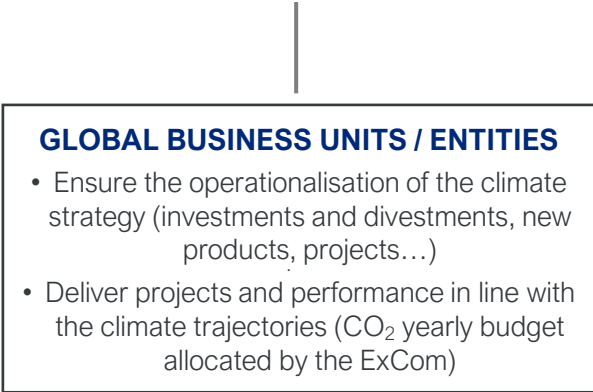 GLOBAL BUSINESS UNITS / ENTITIES
• Ensure the operationalisation of the climate
strategy (investments and divestments, new
products, projects…)
• Deliver projects and performance in line with
the climate trajectories (CO₂ yearly budget
allocated by the ExCom)